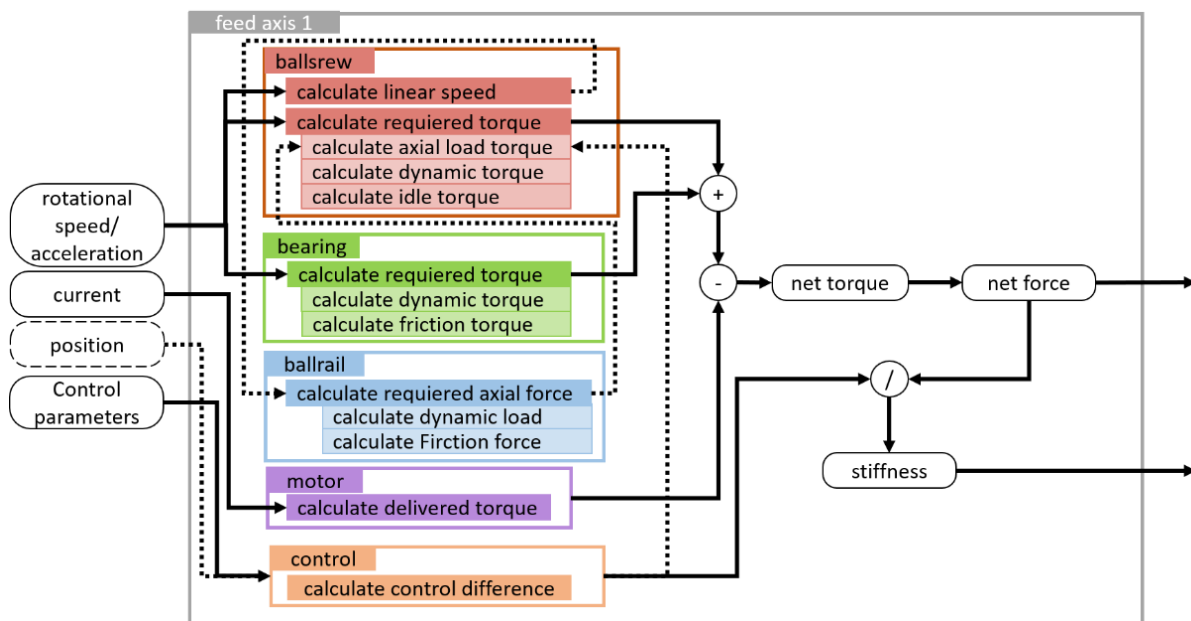 feed axis 1
ballsrew
calculate linear speed
calculate requiered torque
calculate axial load torque
calculate dynamic torque
calculate idle torque
rotational
speed/
acceleration
current
position
Control
parameters
bearing
calculate requiered torque
calculate dynamic torque
calculate friction torque
ballrail
calculate requiered axial force
calculate dynamic load
calculate Firction force
motor
calculate delivered torque
control
calculate control difference
+
-
net torque
net force
/
stiffness